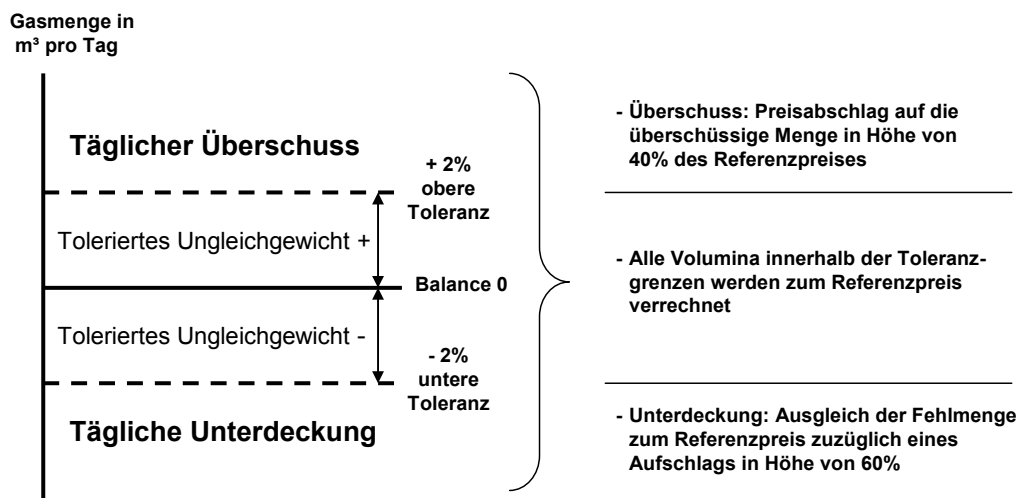 Gasmenge in
m³ pro Tag
Täglicher Überschuss
+ 2%
obere
Toleranz
Toleriertes Ungleichgewicht +
Balance 0
Toleriertes Ungleichgewicht -
- 2%
untere
Toleranz
Tägliche Unterdeckung
- Überschuss: Preisabschlag auf die
überschüssige Menge in Höhe von
40% des Referenzpreises
- Alle Volumina innerhalb der Toleranz-
grenzen werden zum Referenzpreis
verrechnet
- Unterdeckung: Ausgleich der Fehlmenge
zum Referenzpreis zuzüglich eines
Aufschlags in Höhe von 60%